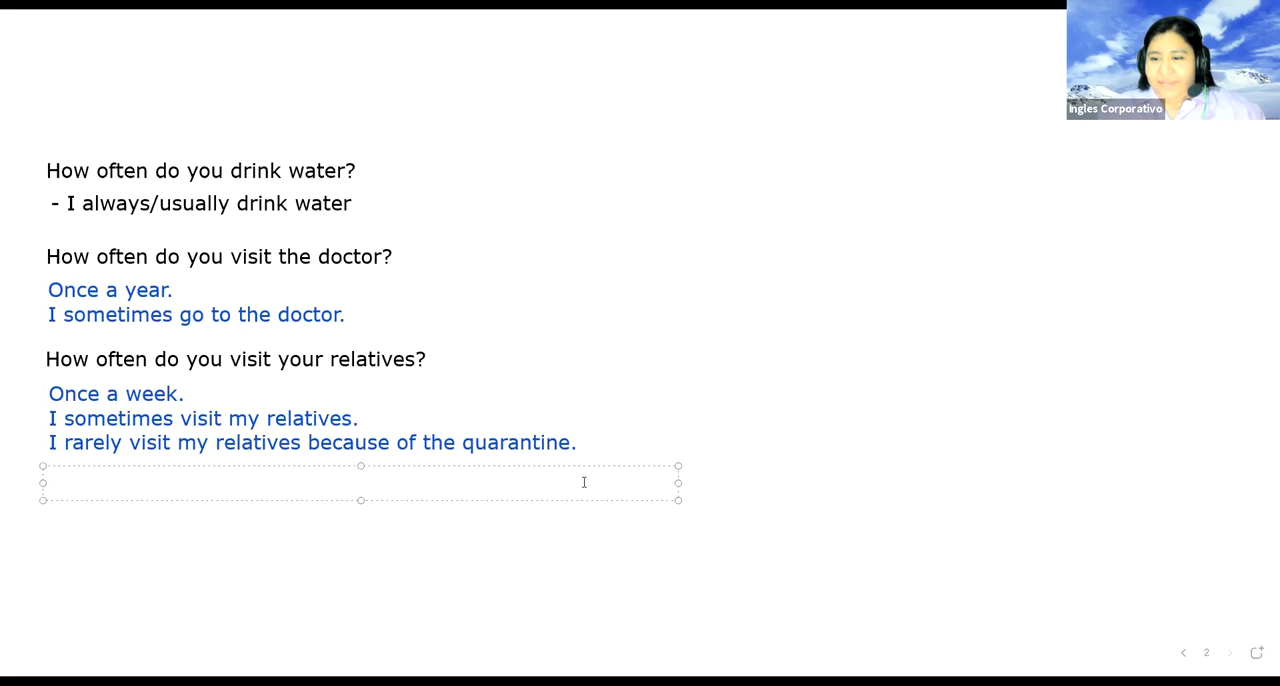 Ingles Corporativo
How often do you drink water?
- I always/usually drink water
How often do you visit the doctor?
Once a year.
I sometimes go to the doctor.
How often do you visit your relatives?
Once a week.
I sometimes visit my relatives.
I rarely visit my relatives because of the quarantine.
2